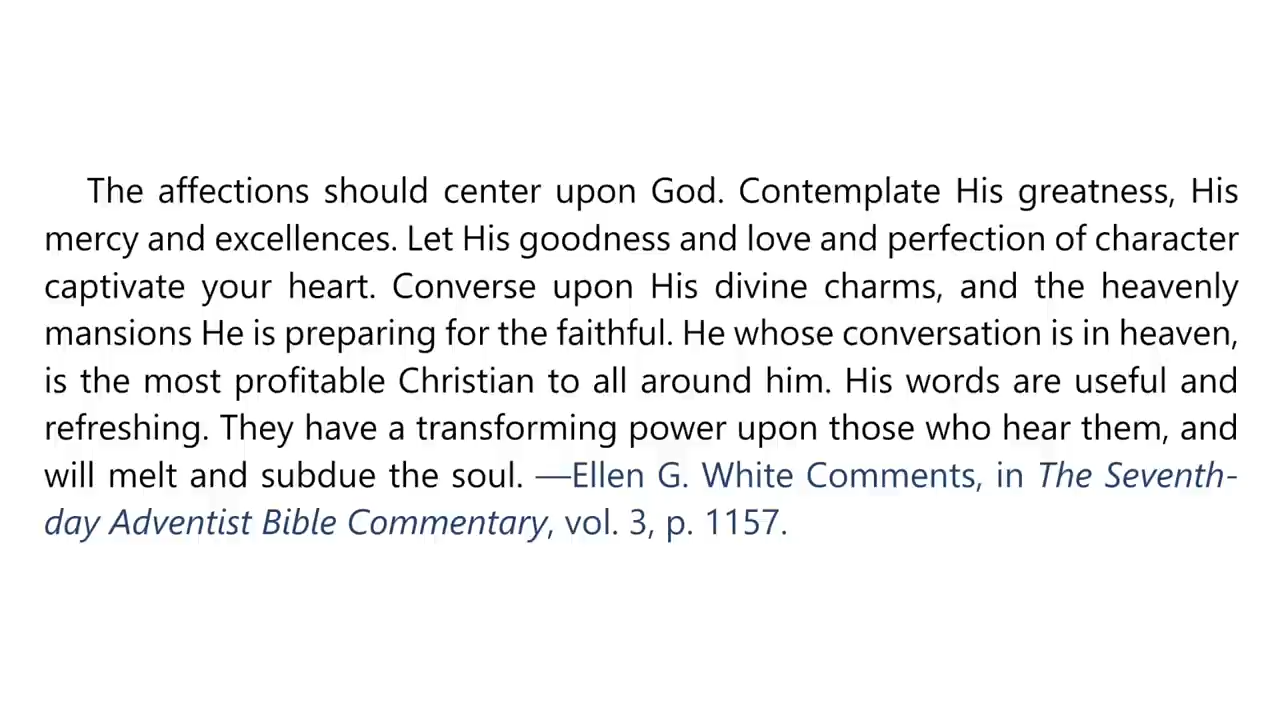 The affections should center upon God. Contemplate His greatness, His
mercy and excellences. Let His goodness and love and perfection of character
captivate your heart. Converse upon His divine charms, and the heavenly
mansions He is preparing for the faithful. He whose conversation is in heaven,
is the most profitable Christian to all around him. His words are useful and
refreshing. They have a transforming power upon those who hear them, and
will melt and subdue the soul. —Ellen G. White Comments, in The Seventh-
day Adventist Bible Commentary, vol. 3, p. 1157.